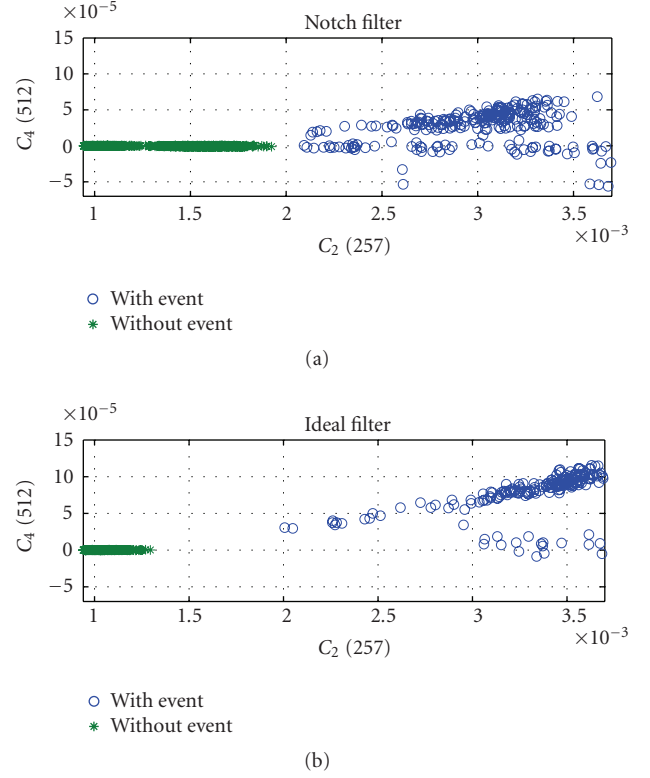 Notch filter
×10⁻⁵
15
10
5
0
−5
C₄ (512)
1
1.5
2
2.5
3
3.5
×10⁻³
C₂ (257)
With event
Without event
(a)
Ideal filter
×10⁻⁵
15
10
5
0
−5
C₄ (512)
1
1.5
2
2.5
3
3.5
×10⁻³
C₂ (257)
With event
Without event
(b)